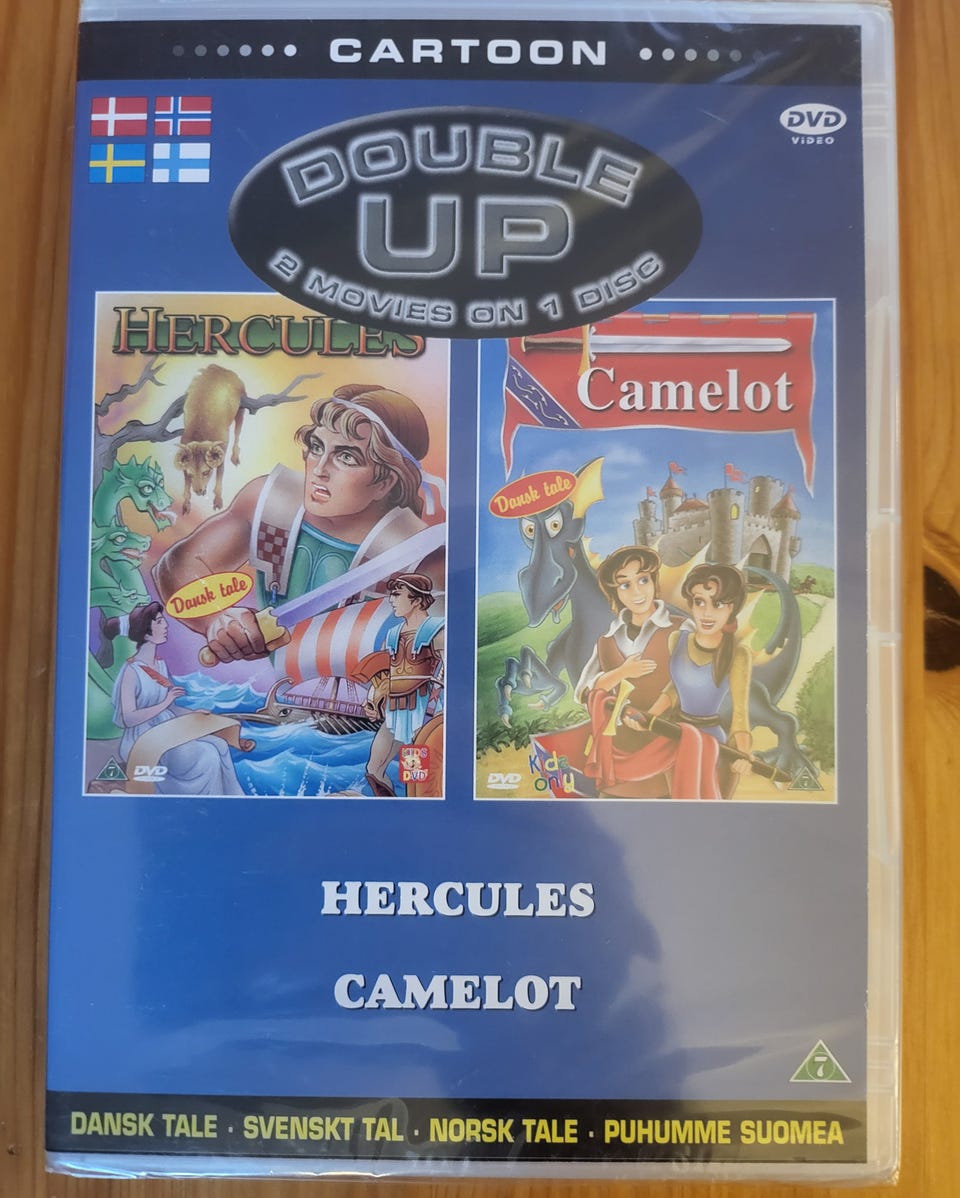 CARTOON
DVD
VIDEO
DOUBLE
UP
2 MOVIES ON 1 DISC
HERCULES
Camelot
Dansk tale
Dansk tale
7
DVD
KIDS
DVD
DVD
Kids
Only
7
HERCULES
CAMELOT
7
DANSK TALE · SVENSKT TAL · NORSK TALE · PUHUMME SUOMEA